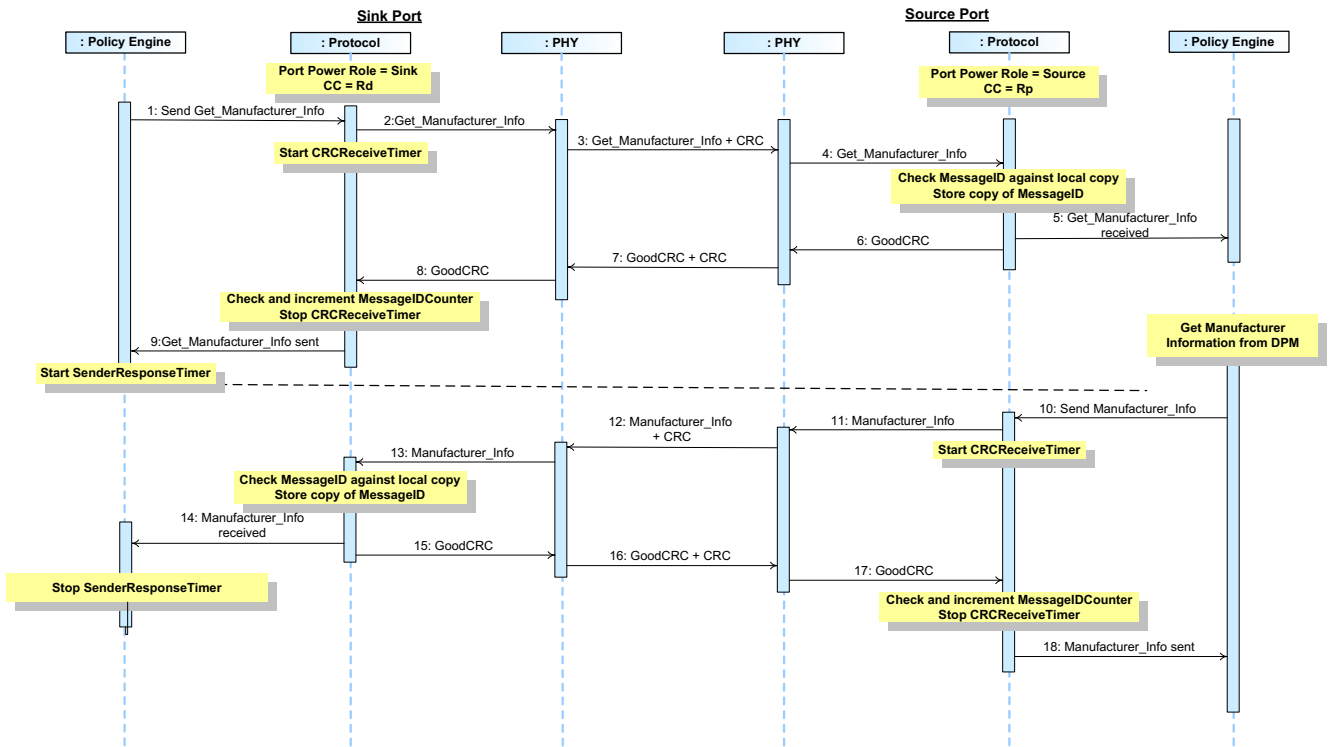 Sink Port
Source Port
: Policy Engine
: Protocol
: PHY
: PHY
: Protocol
: Policy Engine
Port Power Role = Sink
CC = Rd
Port Power Role = Source
CC = Rp
1: Send Get_Manufacturer_Info
2:Get_Manufacturer_Info
Start CRCReceiveTimer
3: Get_Manufacturer_Info + CRC
4: Get_Manufacturer_Info
Check MessageID against local copy
Store copy of MessageID
5: Get_Manufacturer_Info
received
6: GoodCRC
7: GoodCRC + CRC
8: GoodCRC
Check and increment MessageIDCounter
Stop CRCReceiveTimer
9:Get_Manufacturer_Info sent
Start SenderResponseTimer
Get Manufacturer
Information from DPM
10: Send Manufacturer_Info
11: Manufacturer_Info
Start CRCReceiveTimer
12: Manufacturer_Info
+ CRC
13: Manufacturer_Info
Check MessageID against local copy
Store copy of MessageID
14: Manufacturer_Info
received
15: GoodCRC
16: GoodCRC + CRC
17: GoodCRC
Stop SenderResponseTimer
Check and increment MessageIDCounter
Stop CRCReceiveTimer
18: Manufacturer_Info sent